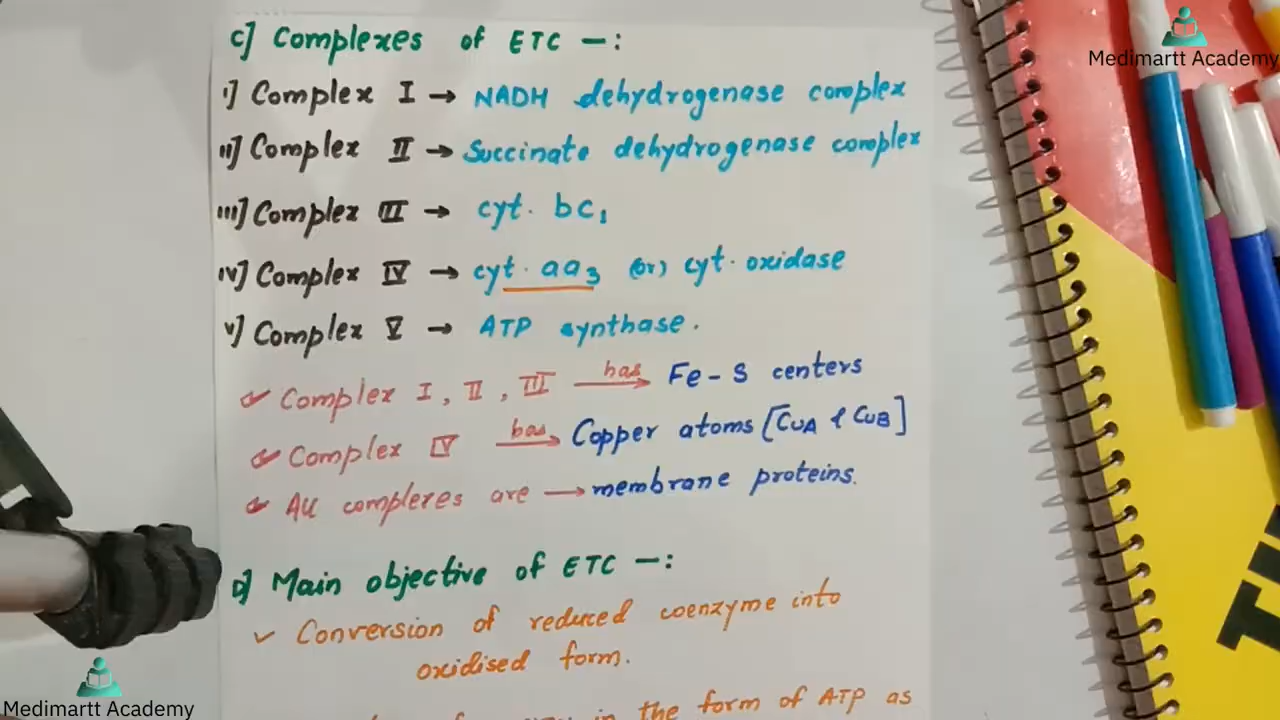 c] Complexes of ETC —:
i] Complex I → NADH dehydrogenase complex
ii] Complex II → Succinate dehydrogenase complex
iii] Complex III → cyt. bc₁
iv] Complex IV → cyt. aa₃ (or) cyt. oxidase
v] Complex V → ATP synthase.
✓ Complex I, II, III has→ Fe-S centers
✓ Complex IV has→ Copper atoms [CuA & CuB]
✓ All complexes are → membrane proteins.
D] Main objective of ETC —:
✓ Conversion of reduced coenzyme into
oxidised form.
in the form of ATP as
Medimartt Academy
Medimartt Academy